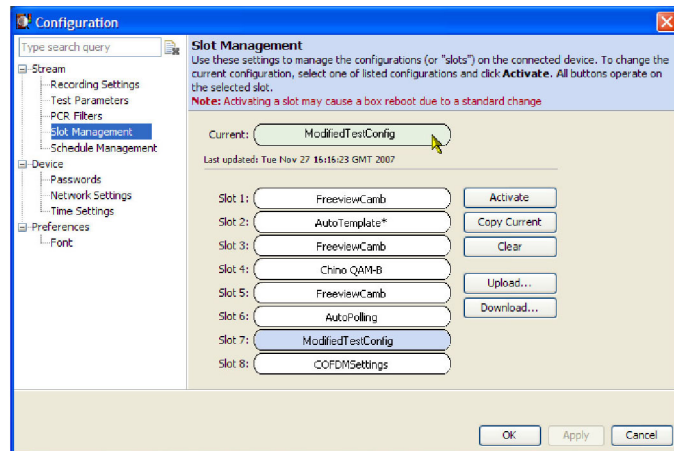 Configuration
Type search query
Stream
Recording Settings
Test Parameters
PCR Filters
Slot Management
Schedule Management
Device
Passwords
Network Settings
Time Settings
Preferences
Font
Slot Management
Use these settings to manage the configurations (or "slots") on the connected device. To change the
current configuration, select one of listed configurations and click Activate. All buttons operate on
the selected slot.
Note: Activating a slot may cause a box reboot due to a standard change
Current: ModifiedTestConfig
Last updated: Tue Nov 27 16:16:23 GMT 2007
Slot 1: FreeviewCamb Activate
Slot 2: AutoTemplate* Copy Current
Slot 3: FreeviewCamb Clear
Slot 4: Chino QAM-B
Upload...
Slot 5: FreeviewCamb
Download...
Slot 6: AutoPolling
Slot 7: ModifiedTestConfig
Slot 8: COFDMSettings
OK Apply Cancel